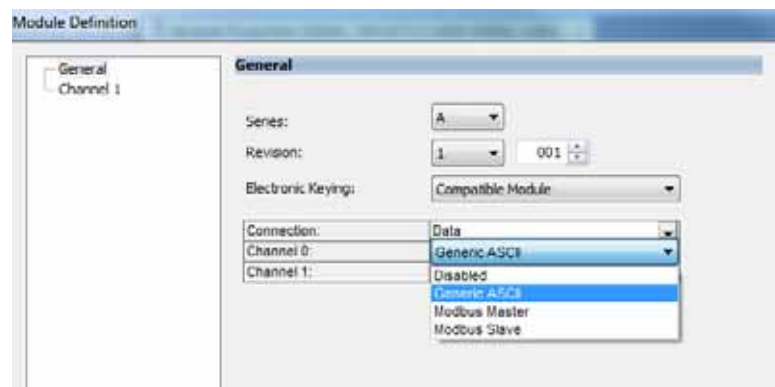 Module Definition
General
Channel 1
General
Series: A
Revision: 1 001
Electronic Keying: Compatible Module
Connection: Data
Channel 0: Generic ASCII
Channel 1:
Disabled
Generic ASCII
Modbus Master
Modbus Slave